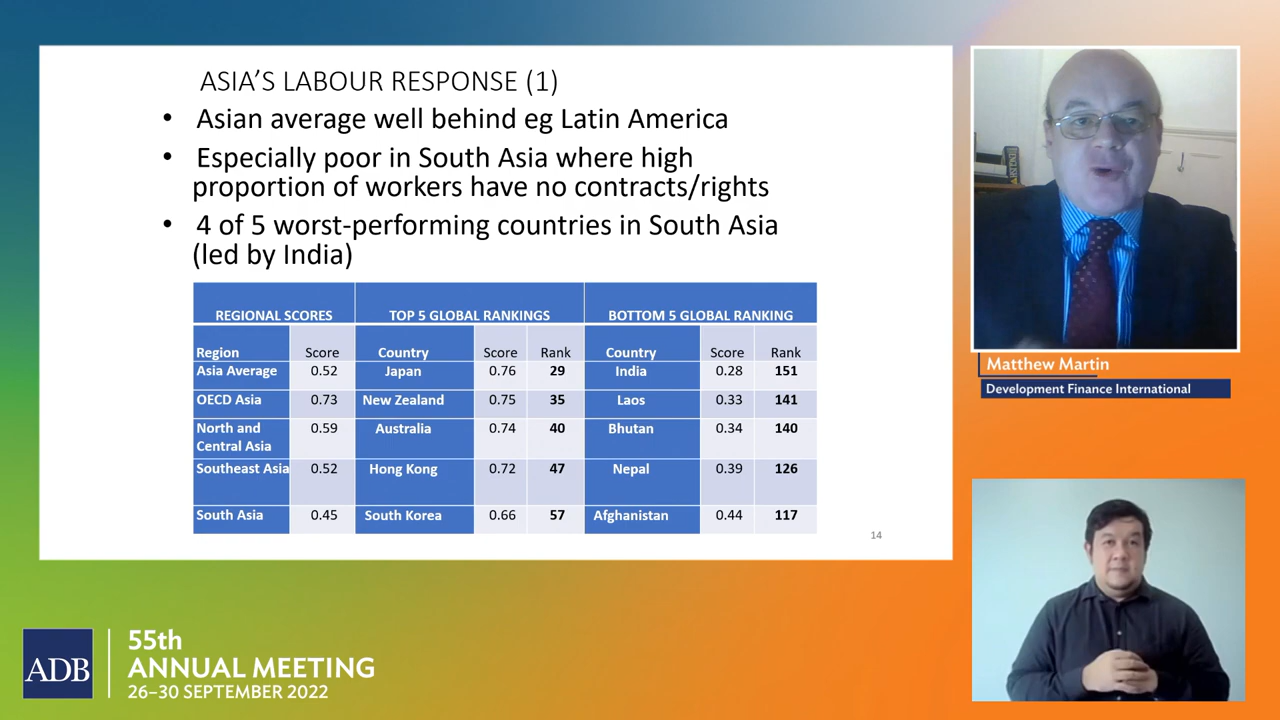 ASIA'S LABOUR RESPONSE (1)
• Asian average well behind eg Latin America
• Especially poor in South Asia where high
proportion of workers have no contracts/rights
• 4 of 5 worst-performing countries in South Asia
(led by India)
REGIONAL SCORES TOP 5 GLOBAL RANKINGS BOTTOM 5 GLOBAL RANKING
Region Score Country Score Rank Country Score Rank
Asia Average 0.52 Japan 0.76 29 India 0.28 151
OECD Asia 0.73 New Zealand 0.75 35 Laos 0.33 141
North and
Central Asia 0.59 Australia 0.74 40 Bhutan 0.34 140
Southeast Asia 0.52 Hong Kong 0.72 47 Nepal 0.39 126
South Asia 0.45 South Korea 0.66 57 Afghanistan 0.44 117
14
ENGLISH
Matthew Martin
Development Finance International
ADB
55th
ANNUAL MEETING
26–30 SEPTEMBER 2022